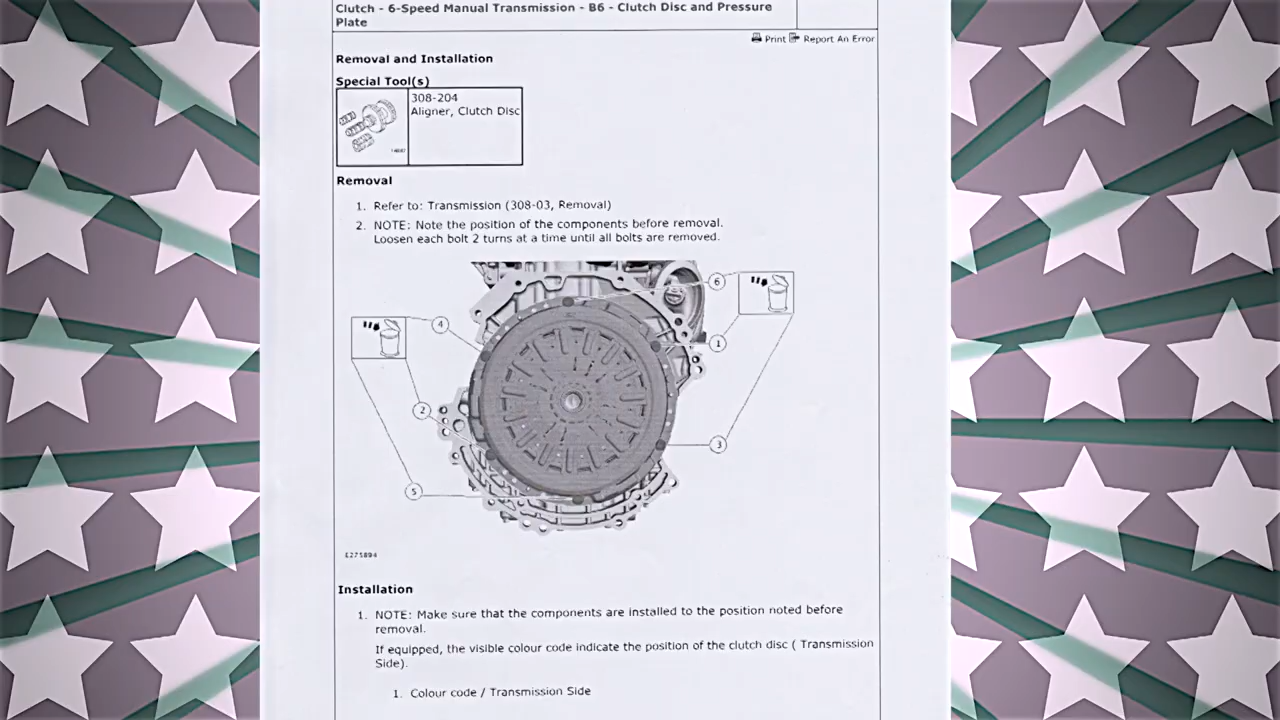 Clutch - 6-Speed Manual Transmission - B6 - Clutch Disc and Pressure
Plate
Print Report An Error
Removal and Installation
Special Tool(s)
308-204
Aligner, Clutch Disc
Removal
1. Refer to: Transmission (308-03, Removal)
2. NOTE: Note the position of the components before removal.
Loosen each bolt 2 turns at a time until all bolts are removed.
6
4
1
2
3
5
E275894
Installation
1. NOTE: Make sure that the components are installed to the position noted before
removal.
If equipped, the visible colour code indicate the position of the clutch disc ( Transmission
Side).
1. Colour code / Transmission Side